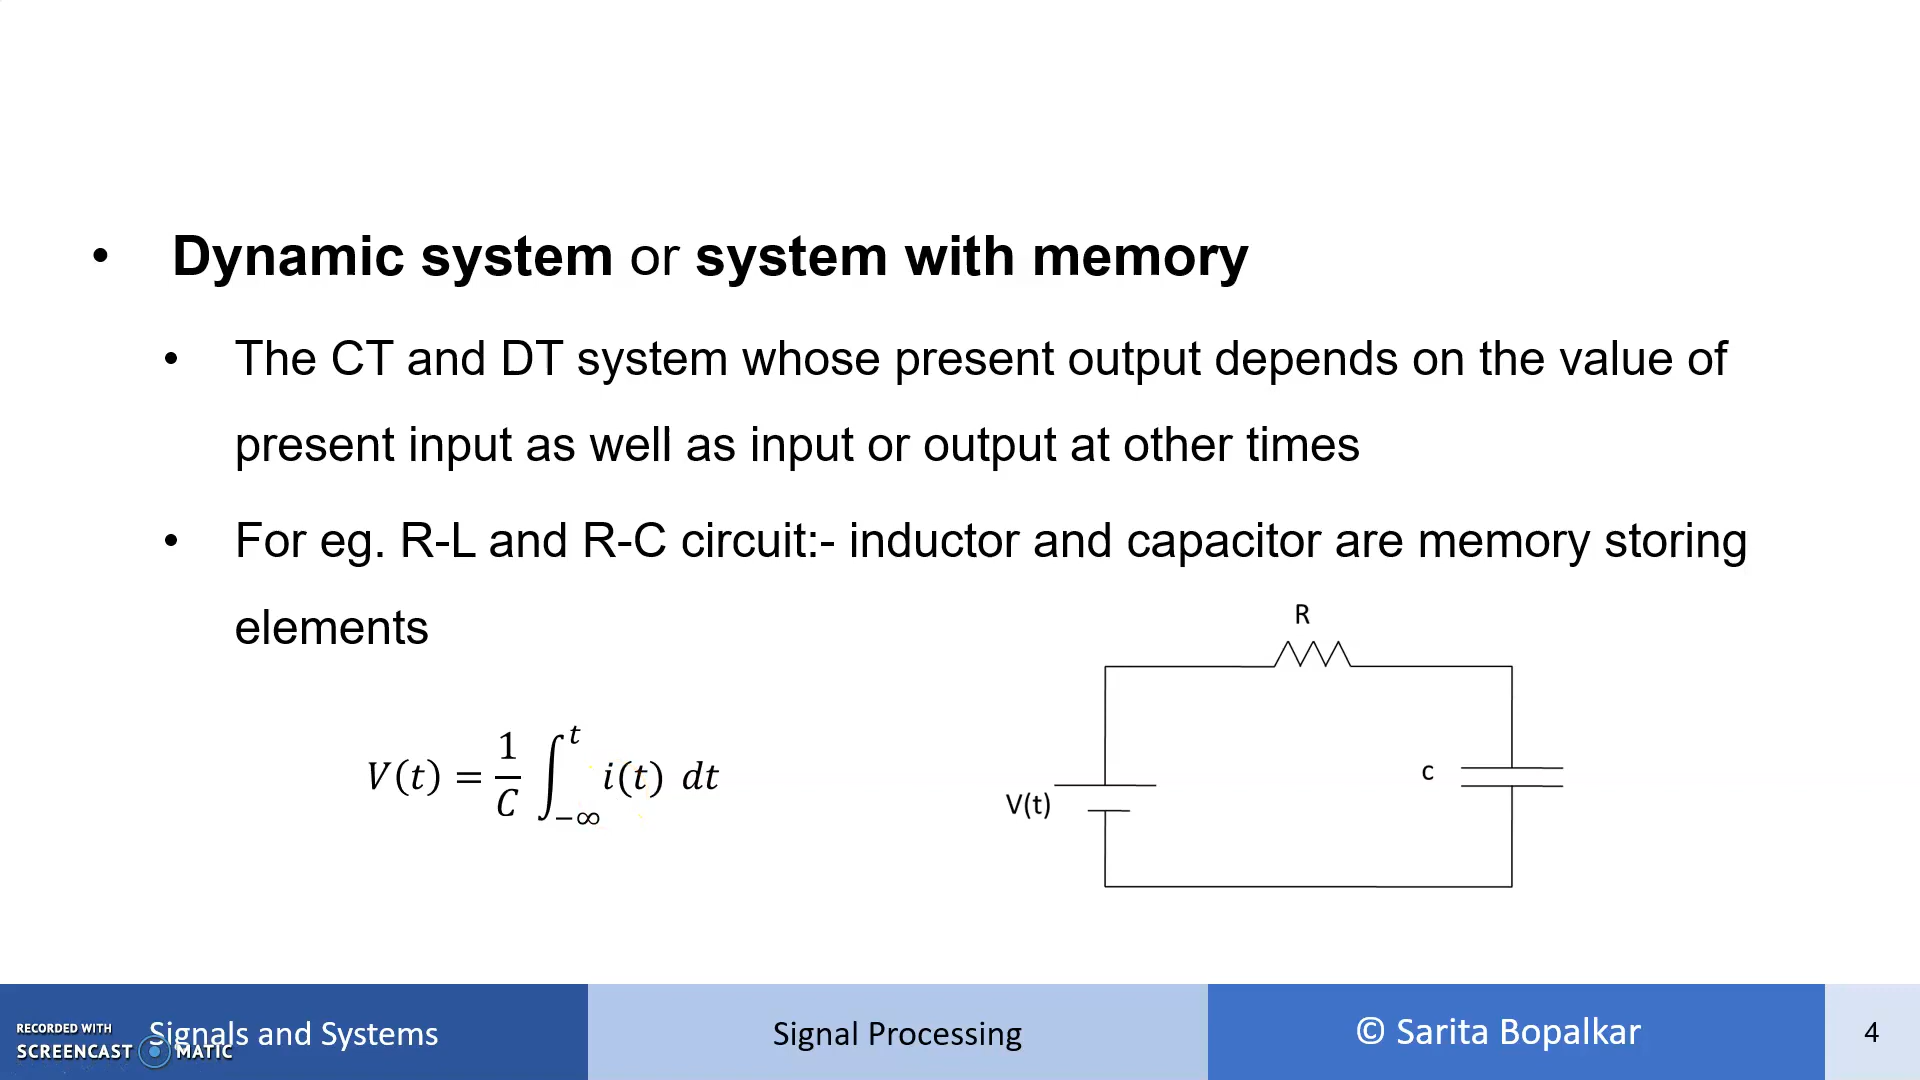 • Dynamic system or system with memory
• The CT and DT system whose present output depends on the value of
present input as well as input or output at other times
• For eg. R-L and R-C circuit:- inductor and capacitor are memory storing
elements
R
V(t) = 1/C ∫_{-∞}^{t} i(t) dt
V(t)
c
Signals and Systems
Signal Processing
© Sarita Bopalkar
4
RECORDED WITH
SCREENCAST MATIC